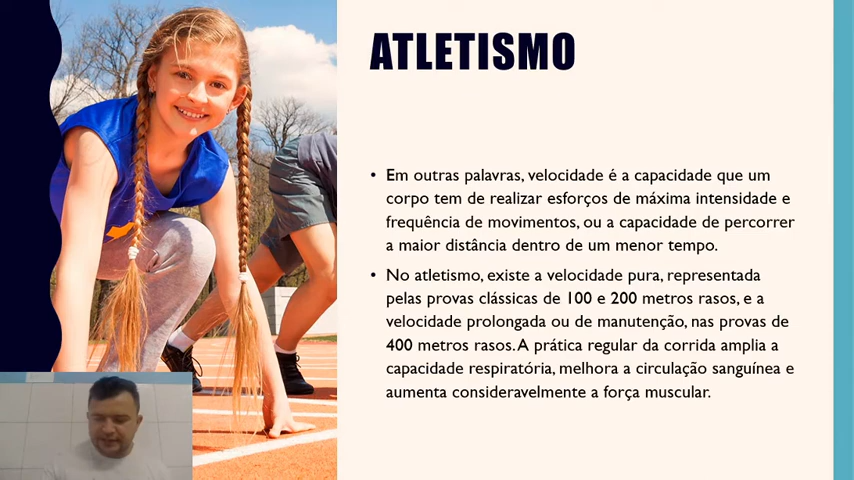 ATLETISMO
• Em outras palavras, velocidade é a capacidade que um
corpo tem de realizar esforços de máxima intensidade e
frequência de movimentos, ou a capacidade de percorrer
a maior distância dentro de um menor tempo.
• No atletismo, existe a velocidade pura, representada
pelas provas clássicas de 100 e 200 metros rasos, e a
velocidade prolongada ou de manutenção, nas provas de
400 metros rasos. A prática regular da corrida amplia a
capacidade respiratória, melhora a circulação sanguínea e
aumenta consideravelmente a força muscular.